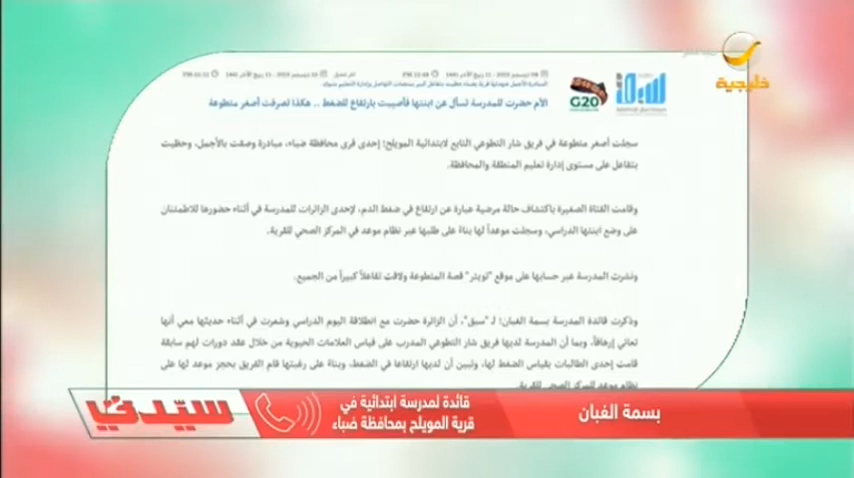 خليجية
سبق
G20
الأم حضرت للمدرسة تسأل عن ابنتها فأصيبت بارتفاع للضغط .. هكذا تصرفت أصغر متطوعة
سجلت أصغر متطوعة في فريق شار التطوعي التابع لابتدائية المويلح؛ إحدى قرى محافظة ضباء، مبادرة وصفت بالأجمل، وحظيت
بتفاعل على مستوى إدارة تعليم المنطقة والمحافظة.
وقامت الفتاة الصغيرة باكتشاف حالة مرضية عبارة عن ارتفاع في ضغط الدم، لإحدى الزائرات للمدرسة في أثناء حضورها للاطمئنان
على وضع ابنتها الدراسي، وسجلت موعداً لها بناءً على طلبها عبر نظام موعد في المركز الصحي للقرية.
ونشرت المدرسة عبر حسابها على موقع "تويتر" قصة المتطوعة ولاقت تفاعلاً كبيراً من الجميع.
وذكرت قائدة المدرسة بسمة الغبان؛ لـ "سبق"، أن الزائرة حضرت مع انطلاقة اليوم الدراسي وشعرت في أثناء حديثها معي أنها
تعاني إرهاقاً، وبما أن المدرسة لديها فريق شار التطوعي المدرب على قياس العلامات الحيوية من خلال عقد دورات لهم سابقة
قامت إحدى الطالبات بقياس الضغط لها، وتبين أن لديها ارتفاعا في الضغط، وبناءً على رغبتها قام الفريق بحجز موعد لها على
نظام موعد للمركز الصحي للقرية.
بسمة الغبان
قائدة لمدرسة ابتدائية في
قرية المويلح بمحافظة ضباء
سيدتي